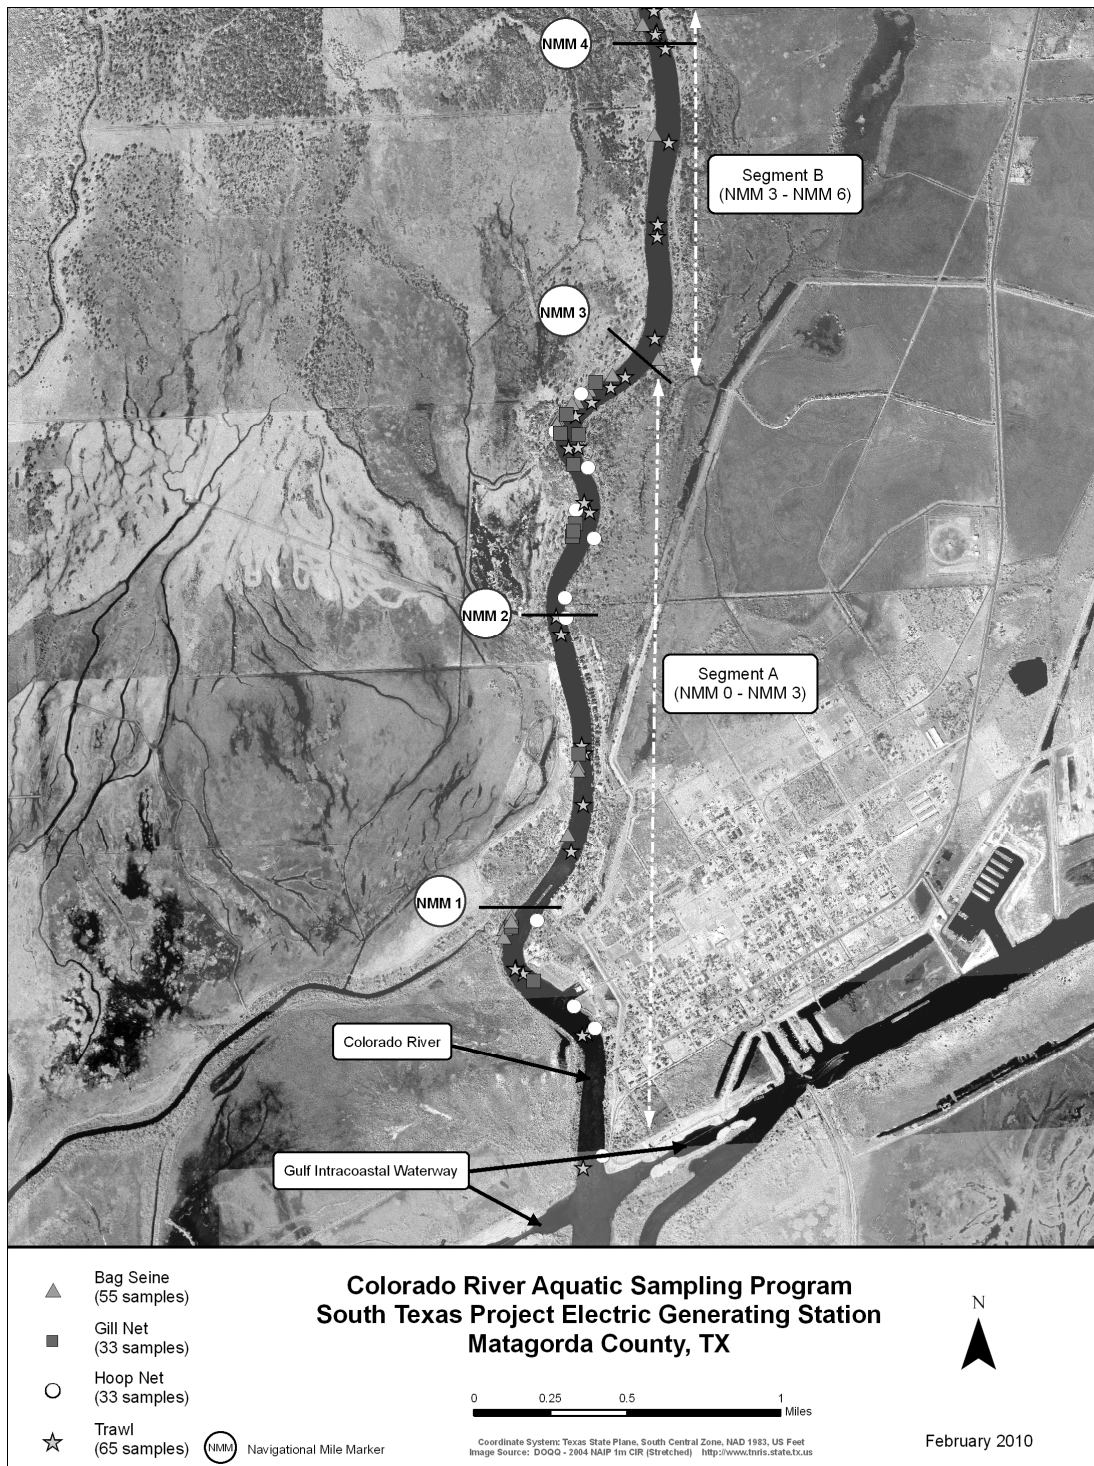 NMM 4
Segment B
(NMM 3 - NMM 6)
NMM 3
NMM 2
Segment A
(NMM 0 - NMM 3)
NMM 1
Colorado River
Gulf Intracoastal Waterway
Bag Seine
(55 samples)
Gill Net
(33 samples)
Hoop Net
(33 samples)
Trawl
(65 samples)
NMM
Navigational Mile Marker
Colorado River Aquatic Sampling Program
South Texas Project Electric Generating Station
Matagorda County, TX
0 0.25 0.5 1
Miles
Coordinate System: Texas State Plane, South Central Zone, NAD 1983, US Feet
Image Source: DOQQ - 2004 NAIP 1m CIR (Stretched) http://www.tnris.state.tx.us
N
February 2010